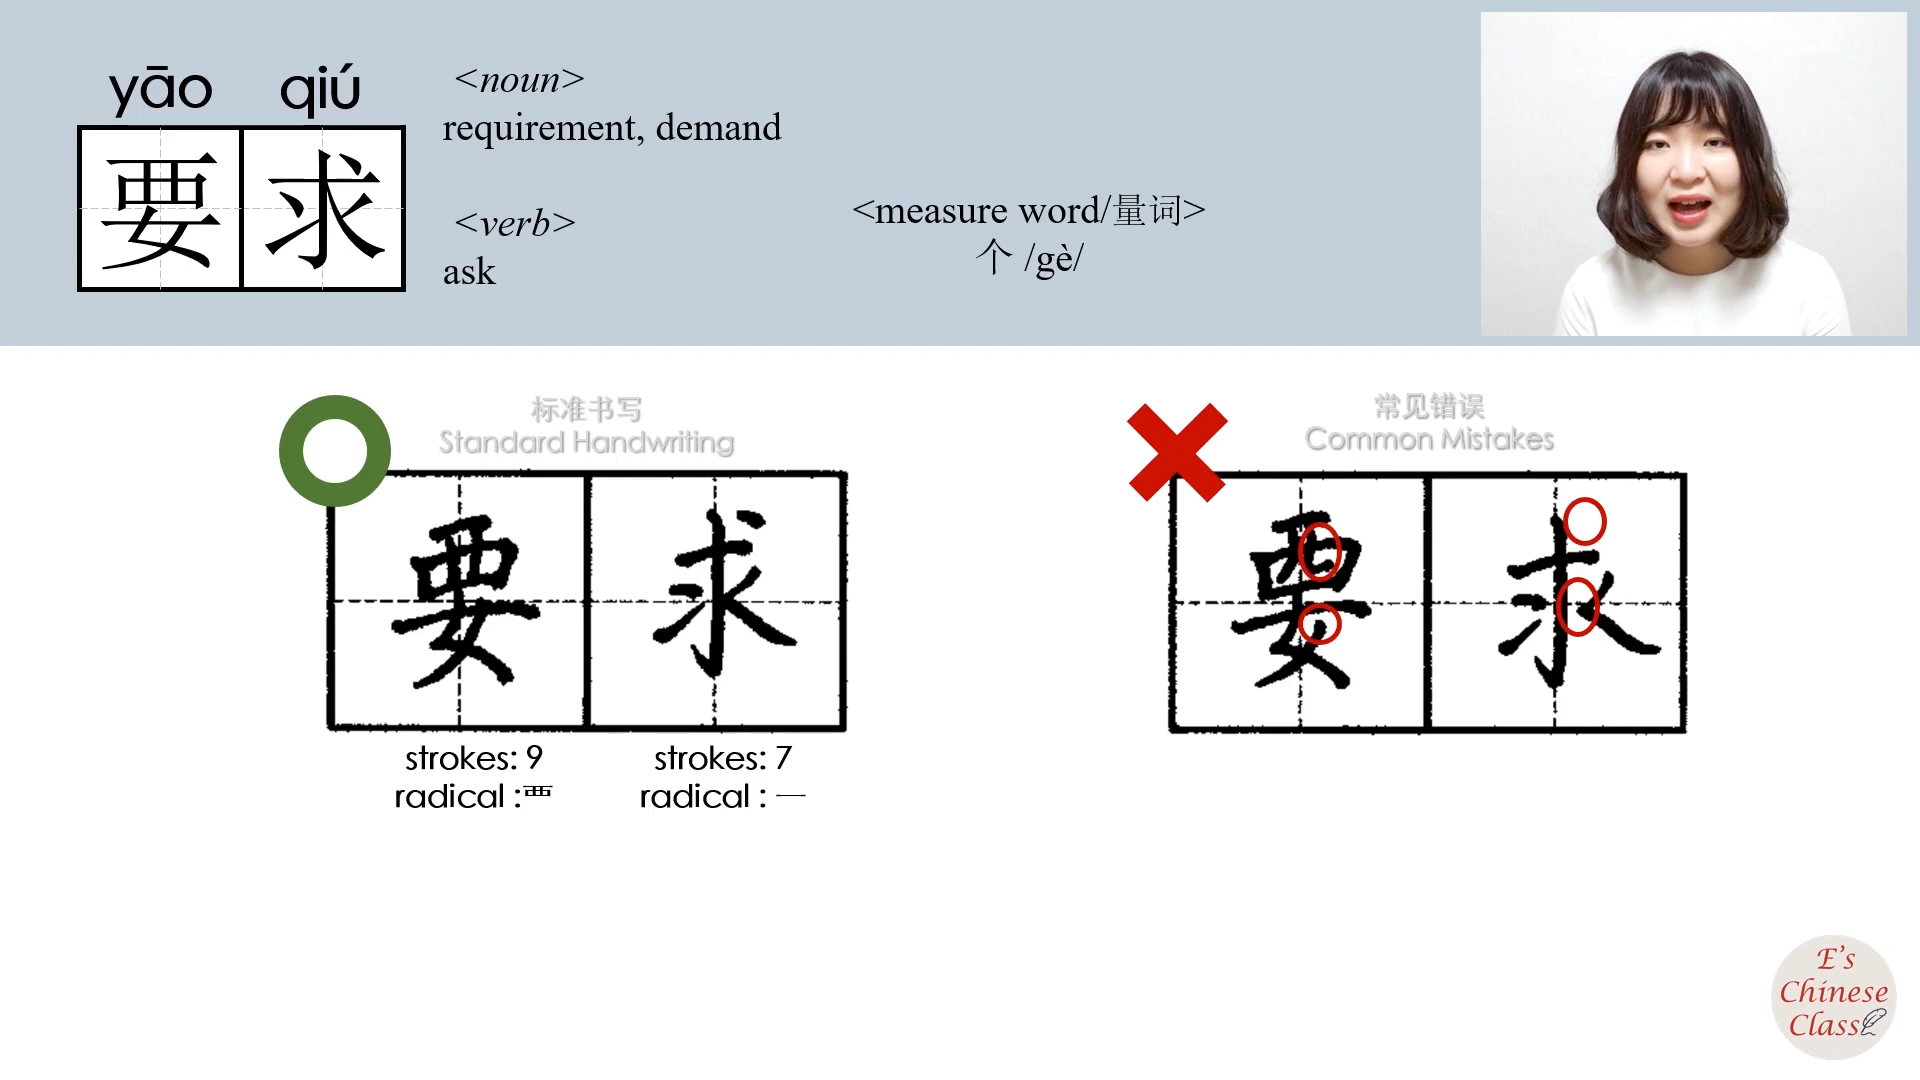 yāo qiú
要求
<noun>
requirement, demand
<verb>
ask
<measure word/量词>
个 /gè/
标准书写
Standard Handwriting
要求
strokes: 9 strokes: 7
radical :覀 radical : 一
常见错误
Common Mistakes
E's
Chinese
Class